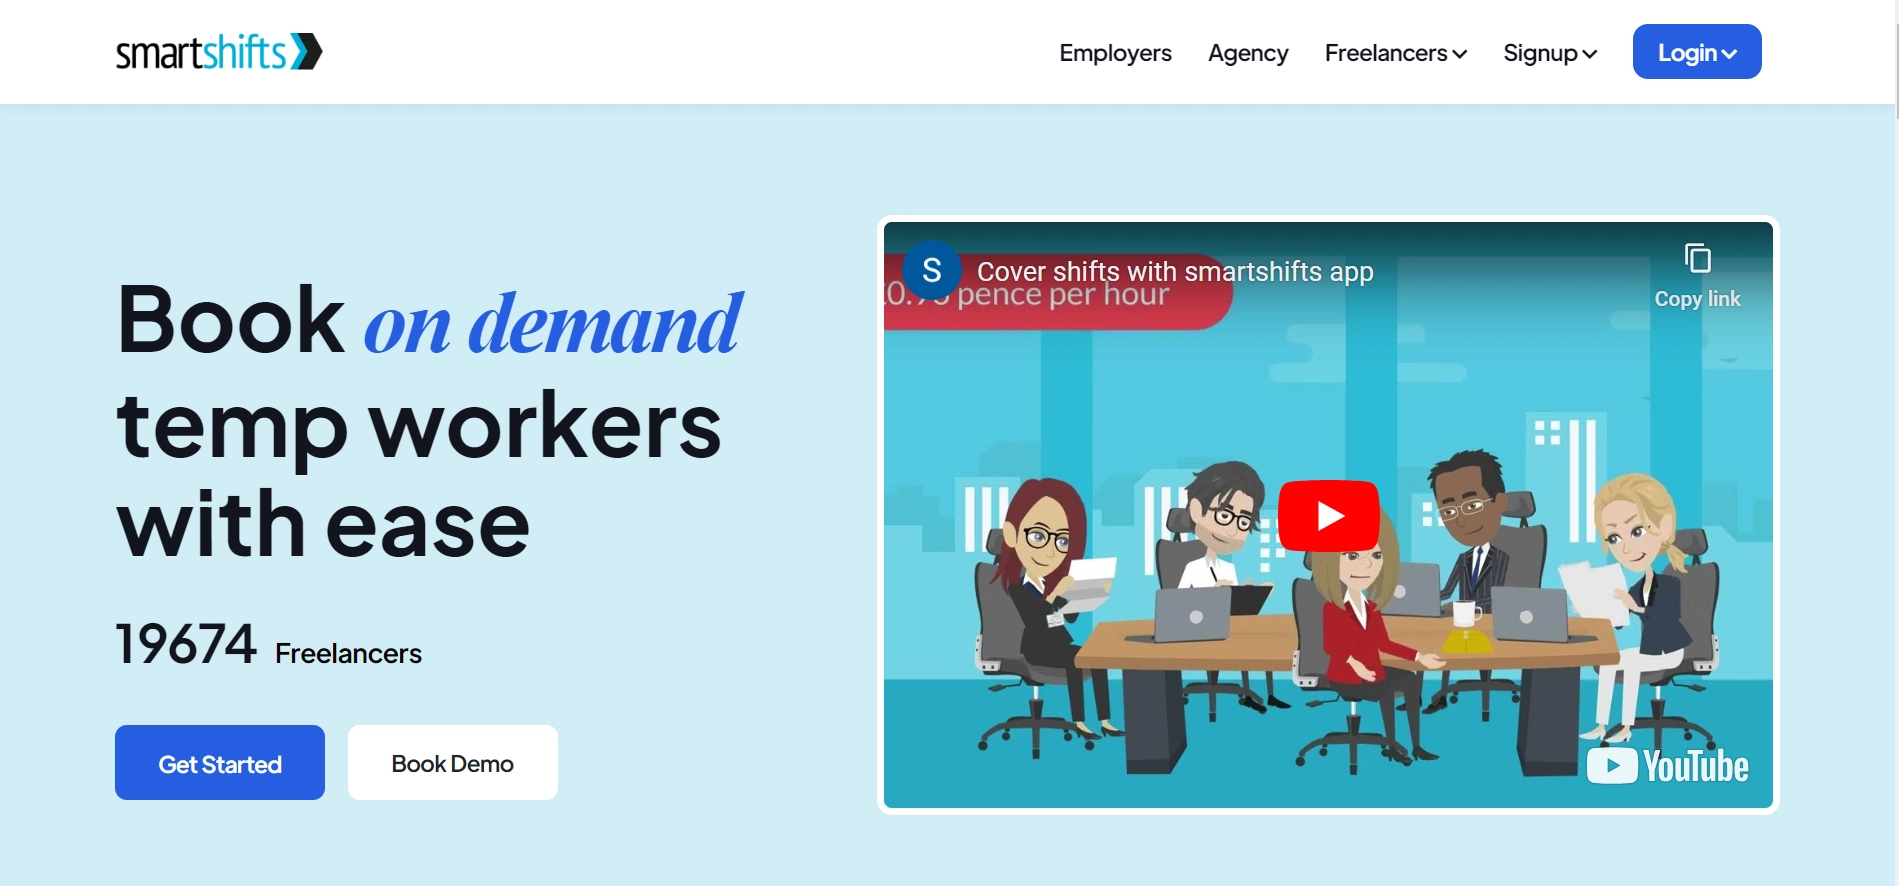 smartshifts
Employers Agency Freelancers Signup Login
Book on demand
temp workers
with ease
19674 Freelancers
Get Started Book Demo
S Cover shifts with smartshifts app
pence per hour
Copy link
YouTube